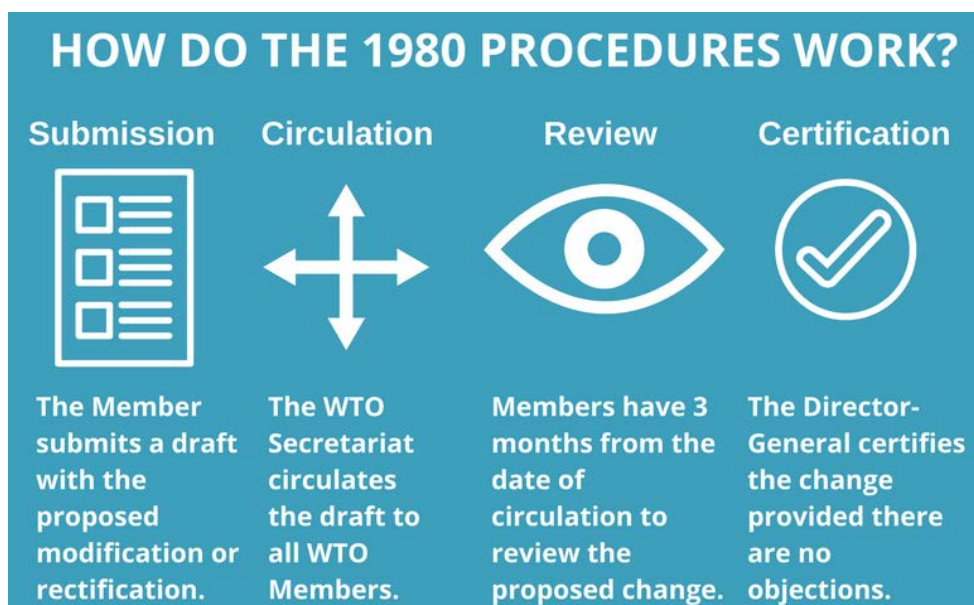 HOW DO THE 1980 PROCEDURES WORK?
Submission
The Member
submits a draft
with the
proposed
modification or
rectification.
Circulation
The WTO
Secretariat
circulates
the draft to
all WTO
Members.
Review
Members have 3
months from the
date of
circulation to
review the
proposed change.
Certification
The Director-
General certifies
the change
provided there
are no
objections.